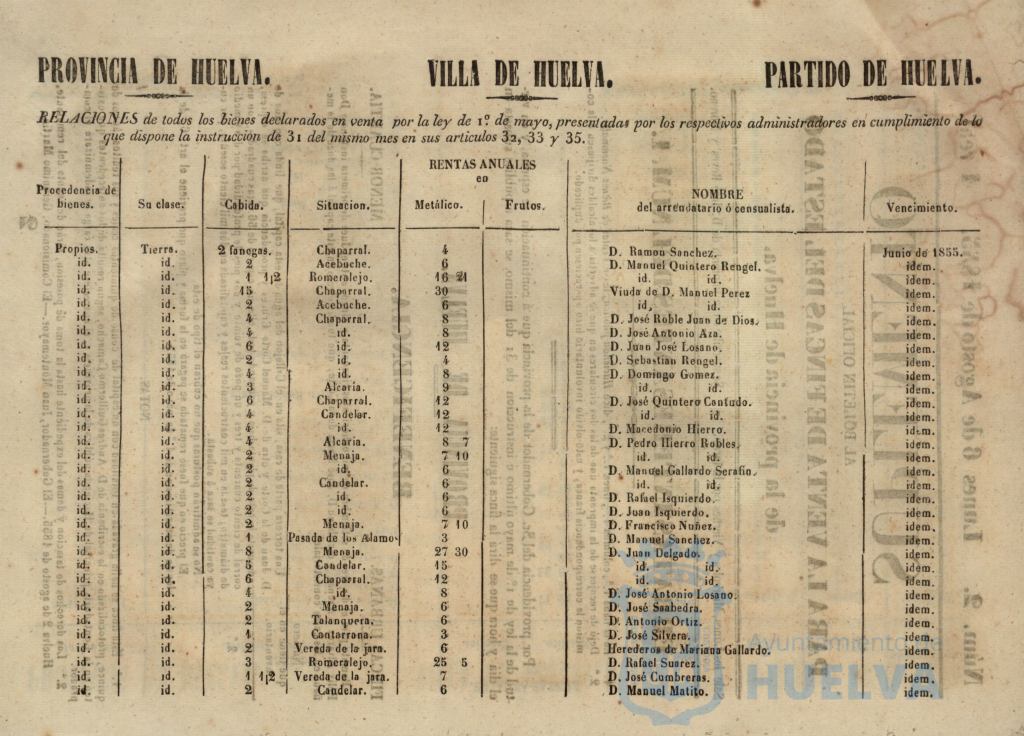 PROVINCIA DE HUELVA. VILLA DE HUELVA. PARTIDO DE HUELVA.
RELACIONES de todos los bienes declarados en venta por la ley de 1º. de mayo, presentadas por los respectivos administradores en cumplimiento de lo
que dispone la instruccion de 31 del mismo mes en sus articulos 32, 33 y 35.
RENTAS ANUALES
en
Procedencia de bienes. Su clase. Cabida. Situacion. Metálico. Frutos. NOMBRE del arrendatario ó censualista. Vencimiento.
Propios. Tierra. 2 fanegas. Chaparral. 4 D. Ramon Sanchez. Junio de 1855.
id. id. 2 Acebuche. 6 D. Manuel Quintero Rengel. idem.
id. id. 1 1|2 Romeralejo. 16 21 id. id. idem.
id. id. 15 Chaparral. 30 Viuda de D. Manuel Perez idem.
id. id. 2 Acebuche. 6 id. id. idem.
id. id. 4 Chaparral. 8 D. José Roble Juan de Dios. idem.
id. id. 4 id. 8 D. José Antonio Aza. idem.
id. id. 6 id. 12 D. Juan José Losano. idem.
id. id. 2 id. 4 D. Sebastian Rengel. idem.
id. id. 4 id. 8 D. Domingo Gomez. idem.
id. id. 3 Alcaria. 9 id. id. idem.
id. id. 6 Chaparral. 12 D. José Quintero Cantudo. idem.
id. id. 4 Candelar. 12 id. id. idem.
id. id. 4 id. 12 D. Macedonio Hierro. idem.
id. id. 4 Alcaria. 8 7 D. Pedro Hierro Robles. idem.
id. id. 2 Menaja. 7 10 id. id. idem.
id. id. 2 id. 6 D. Manuel Gallardo Serafin. idem.
id. id. 2 Candelar. 6 id. id. idem.
id. id. 2 id. 6 D. Rafael Isquierdo. idem.
id. id. 2 id. 6 D. Juan Isquierdo. idem.
id. id. 2 Menaja. 7 10 D. Francisco Nuñez. idem.
id. id. 1 Pasada de los Alamos 3 D. Manuel Sanchez. idem.
id. id. 8 Menaja. 27 30 D. Juan Delgado. idem.
id. id. 5 Candelar. 15 id. id. idem.
id. id. 6 Chaparral. 12 id. id. idem.
id. id. 4 id. 8 D. José Antonio Losano. idem.
id. id. 2 Menaja. 6 D. José Saabedra. idem.
id. id. 2 Talanquera. 6 D. Antonio Ortiz. idem.
id. id. 1 Cantarrana. 3 D. José Silvera. idem.
id. id. 2 Vereda de la jara. 6 Herederos de Mariana Gallardo. idem.
id. id. 3 Romeralejo. 25 5 D. Rafael Suarez. idem.
id. id. 1 1|2 Vereda de la jara. 7 D. José Cumbreras. idem.
id. id. 2 Candelar. 6 D. Manuel Matito. idem.
Ayuntamiento de
HUELVA